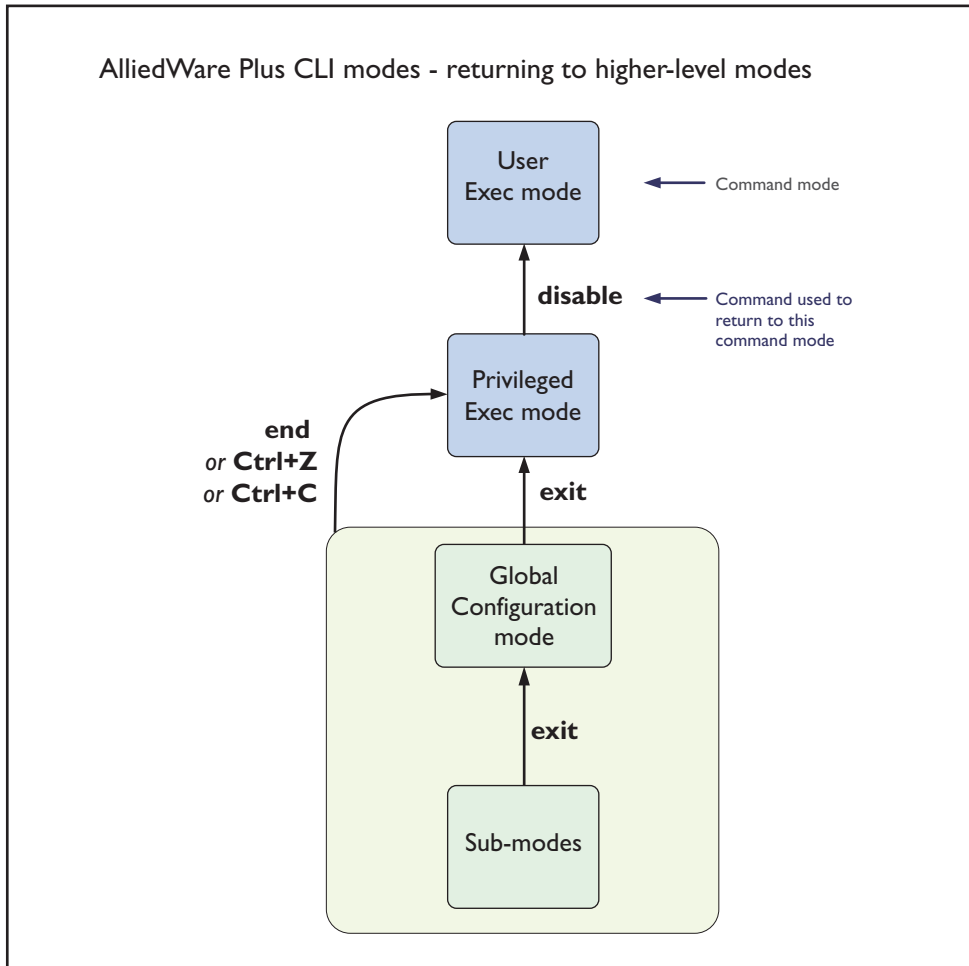 AlliedWare Plus CLI modes - returning to higher-level modes
User
Exec mode
Command mode
disable
Command used to
return to this
command mode
Privileged
Exec mode
end
or Ctrl+Z
or Ctrl+C
exit
Global
Configuration
mode
exit
Sub-modes